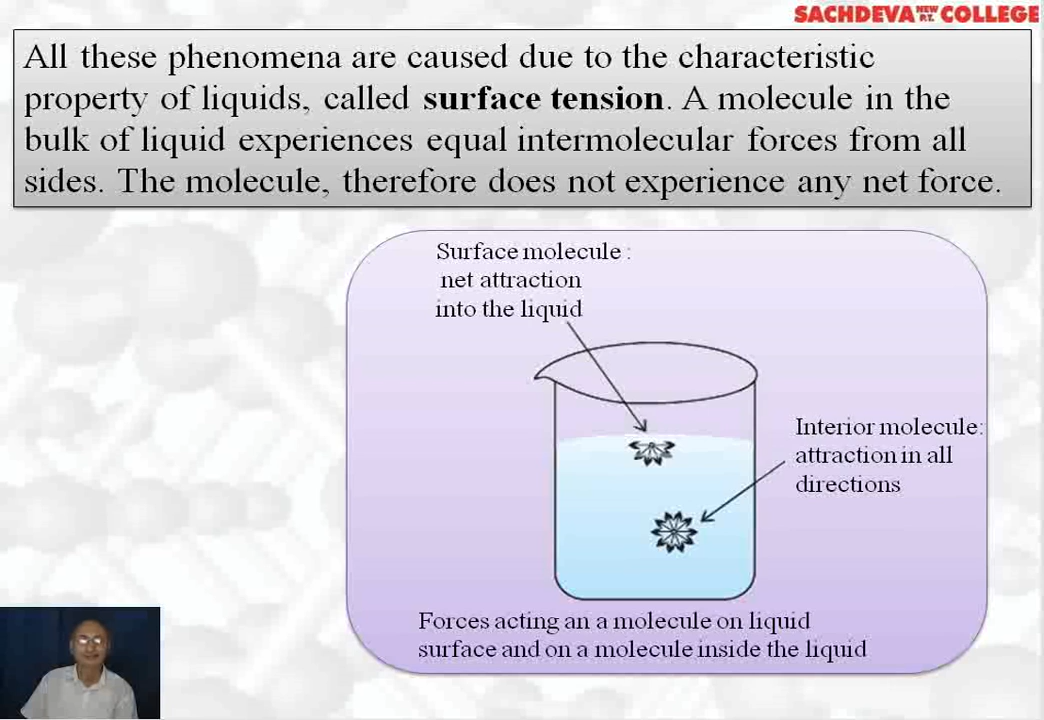 SACHDEVA NEW P.T. COLLEGE
All these phenomena are caused due to the characteristic
property of liquids, called surface tension. A molecule in the
bulk of liquid experiences equal intermolecular forces from all
sides. The molecule, therefore does not experience any net force.
Surface molecule :
net attraction
into the liquid
Interior molecule:
attraction in all
directions
Forces acting an a molecule on liquid
surface and on a molecule inside the liquid